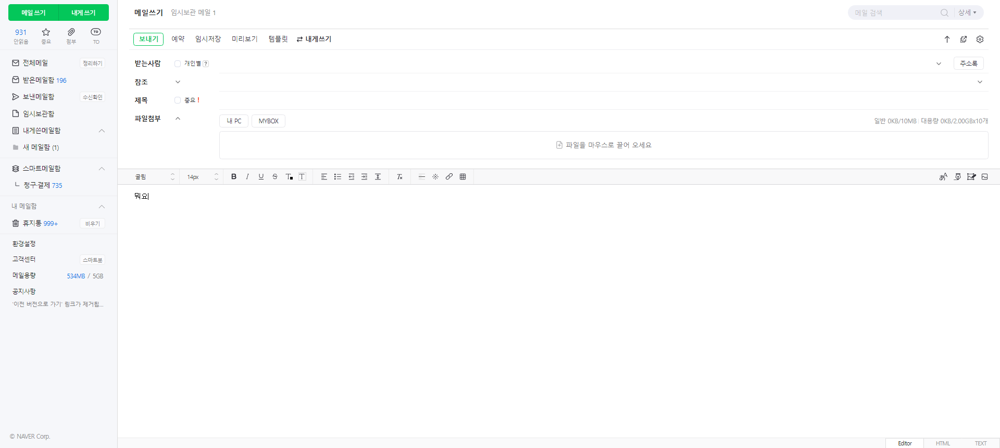 메일 쓰기 내게 쓰기
931
안읽음 중요 첨부 TO
전체메일 정리하기
받은메일함 196
보낸메일함 수신확인
임시보관함
내게쓴메일함
새 메일함 (1)
스마트메일함
청구·결제 735
내 메일함
휴지통 999+ 비우기
환경설정
고객센터 스마트봇
메일용량 534MB / 5GB
공지사항
'이전 버전으로 가기' 링크가 제거됩...
© NAVER Corp.
메일쓰기 임시보관 메일 1
메일 검색 상세
보내기 예약 임시저장 미리보기 템플릿 내게쓰기
받는사람 개인별 ? 주소록
참조
제목 중요 !
파일첨부 내 PC MYBOX 일반 0KB/10MB | 대용량 0KB/2.00GBx10개
파일을 마우스로 끌어 오세요
굴림 14px B I U S T T Tx あA
뭐요
Editor HTML TEXT